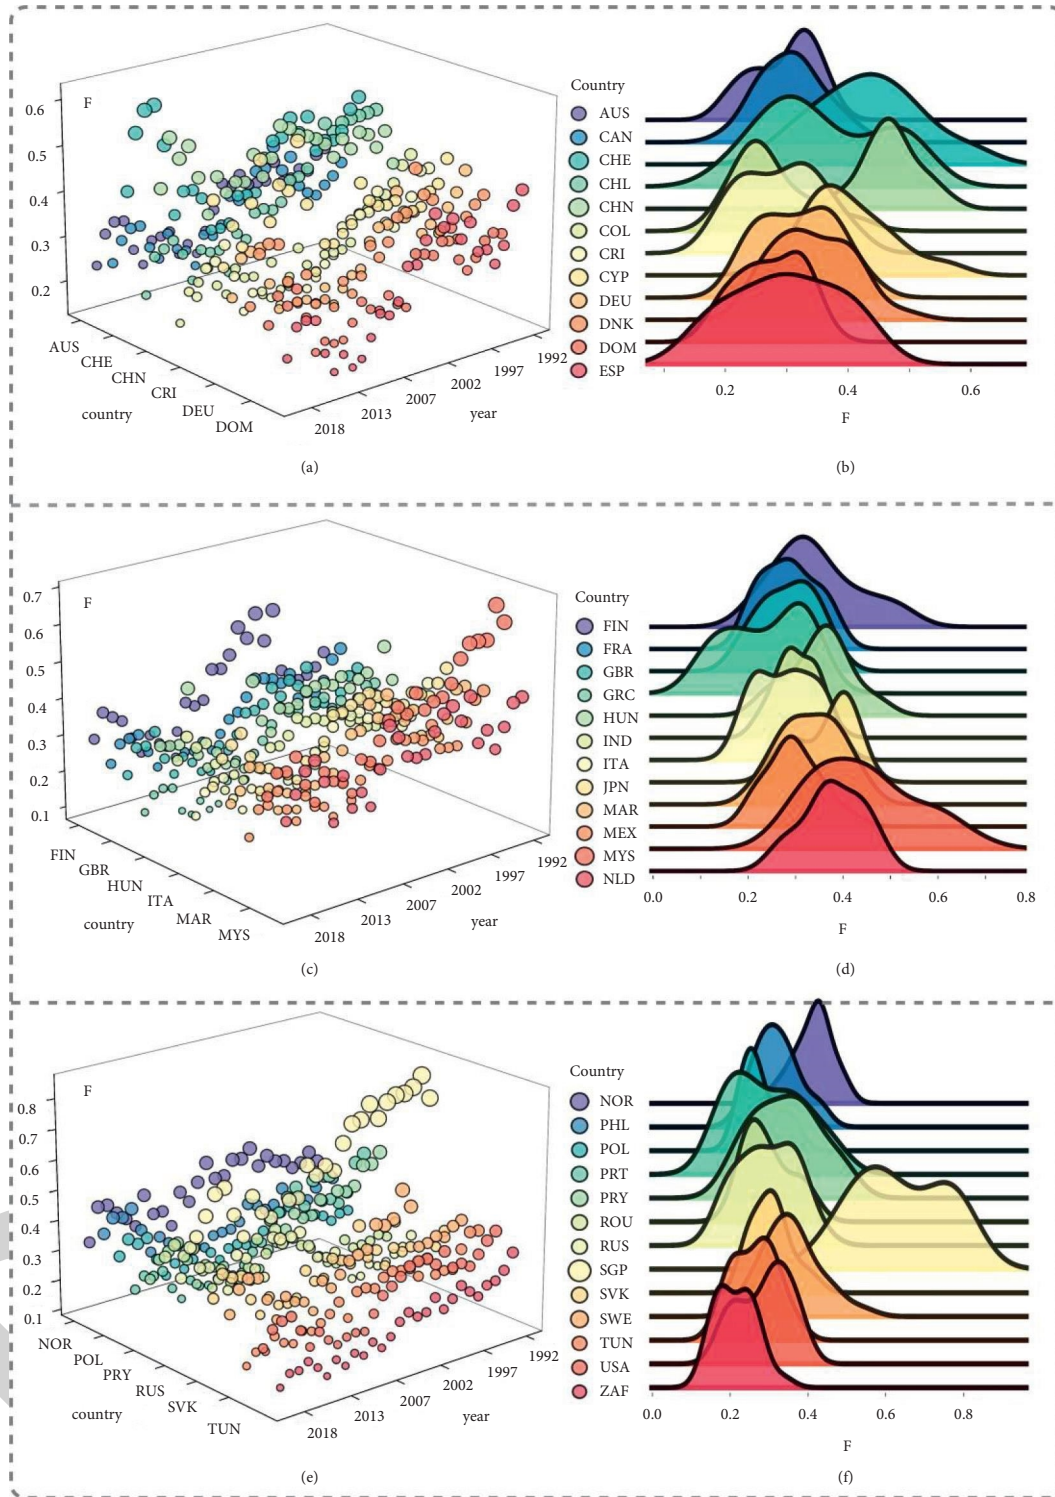 F
0.6
0.5
0.4
0.3
0.2
AUS
CHE
CHN
CRI
DEU
DOM
country
2018
2013
2007
2002
1997
1992
year
(a)
Country
AUS
CAN
CHE
CHL
CHN
COL
CRI
CYP
DEU
DNK
DOM
ESP
0.2 0.4 0.6
F
(b)
F
0.7
0.6
0.5
0.4
0.3
0.2
0.1
FIN
GBR
HUN
ITA
MAR
MYS
country
2018
2013
2007
2002
1997
1992
year
(c)
Country
FIN
FRA
GBR
GRC
HUN
IND
ITA
JPN
MAR
MEX
MYS
NLD
0.0 0.2 0.4 0.6 0.8
F
(d)
F
0.8
0.7
0.6
0.5
0.4
0.3
0.2
0.1
NOR
POL
PRY
RUS
SVK
TUN
country
2018
2013
2007
2002
1997
1992
year
(e)
Country
NOR
PHL
POL
PRT
PRY
ROU
RUS
SGP
SVK
SWE
TUN
USA
ZAF
0.0 0.2 0.4 0.6 0.8
F
(f)